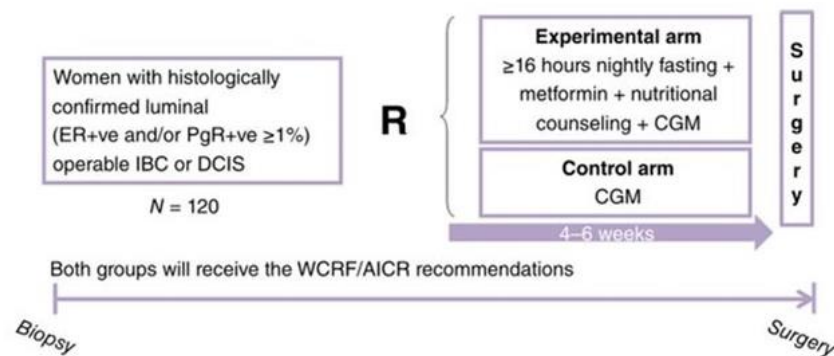 Women with histologically
confirmed luminal
(ER+ve and/or PgR+ve ≥1%)
operable IBC or DCIS
N = 120
R
Experimental arm
≥16 hours nightly fasting +
metformin + nutritional
counseling + CGM
Control arm
CGM
4–6 weeks
Surgery
Both groups will receive the WCRF/AICR recommendations
Biopsy
Surgery